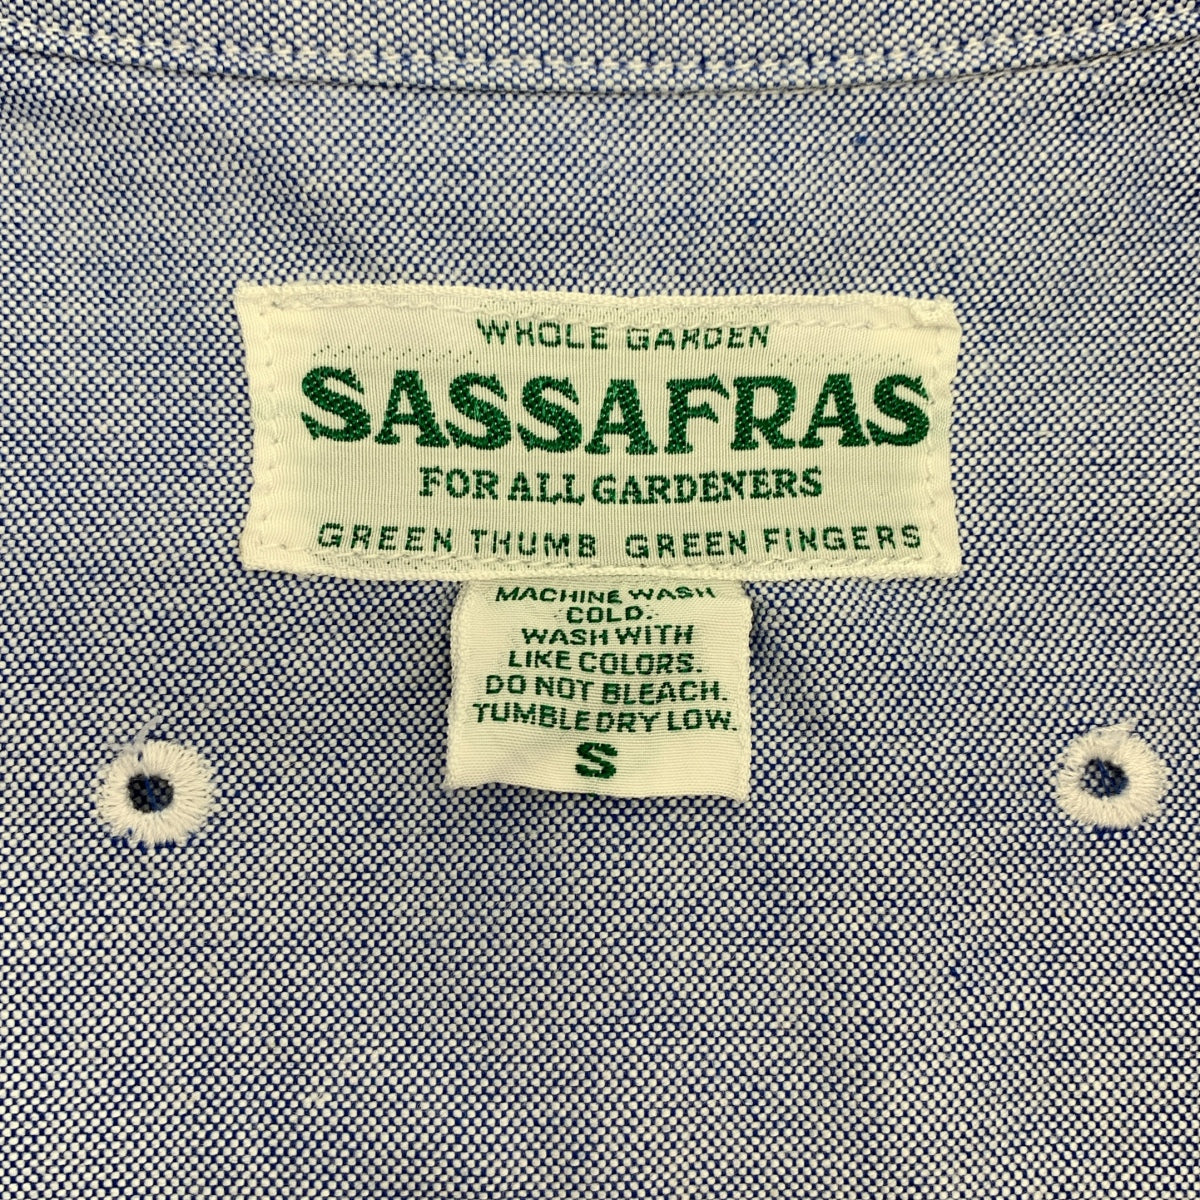 WHOLE GARDEN
SASSAFRAS
FOR ALL GARDENERS
GREEN THUMB GREEN FINGERS
MACHINE WASH
COLD.
WASH WITH
LIKE COLORS.
DO NOT BLEACH.
TUMBLE DRY LOW.
S